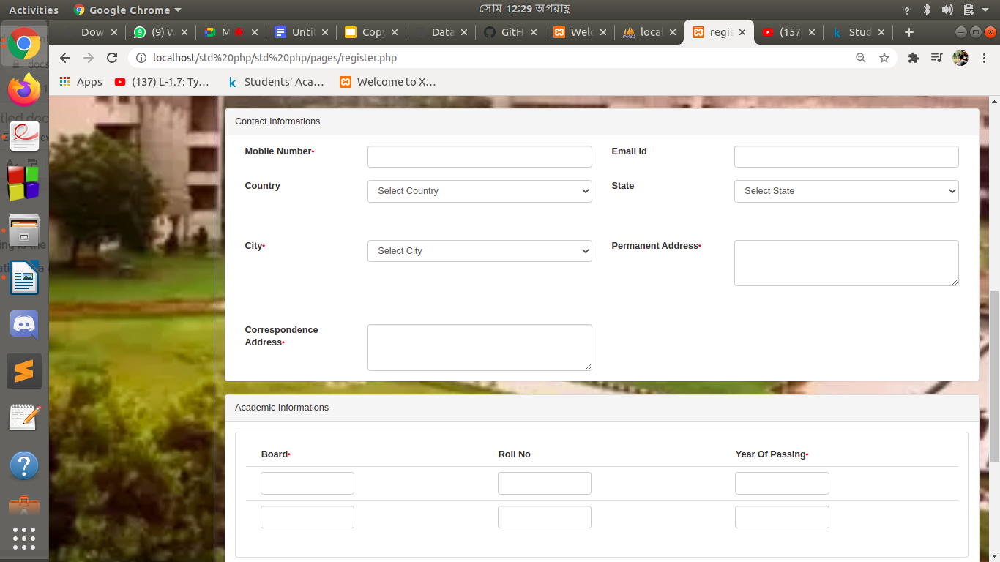 Activities
Google Chrome
সোম 12:29 অপরাহ্ণ
?
Dow
(9) W
M
Unti
Copy
Data
GitH
Welc
loca
regis
(157)
Stud
localhost/std%20php/std%20php/pages/register.php
Apps
(137) L-1.7: Ty...
k Students' Aca...
Welcome to X...
Contact Informations
Mobile Number*
Email Id
Country
Select Country
State
Select State
City*
Select City
Permanent Address*
Correspondence
Address*
Academic Informations
Board*
Roll No
Year Of Passing*